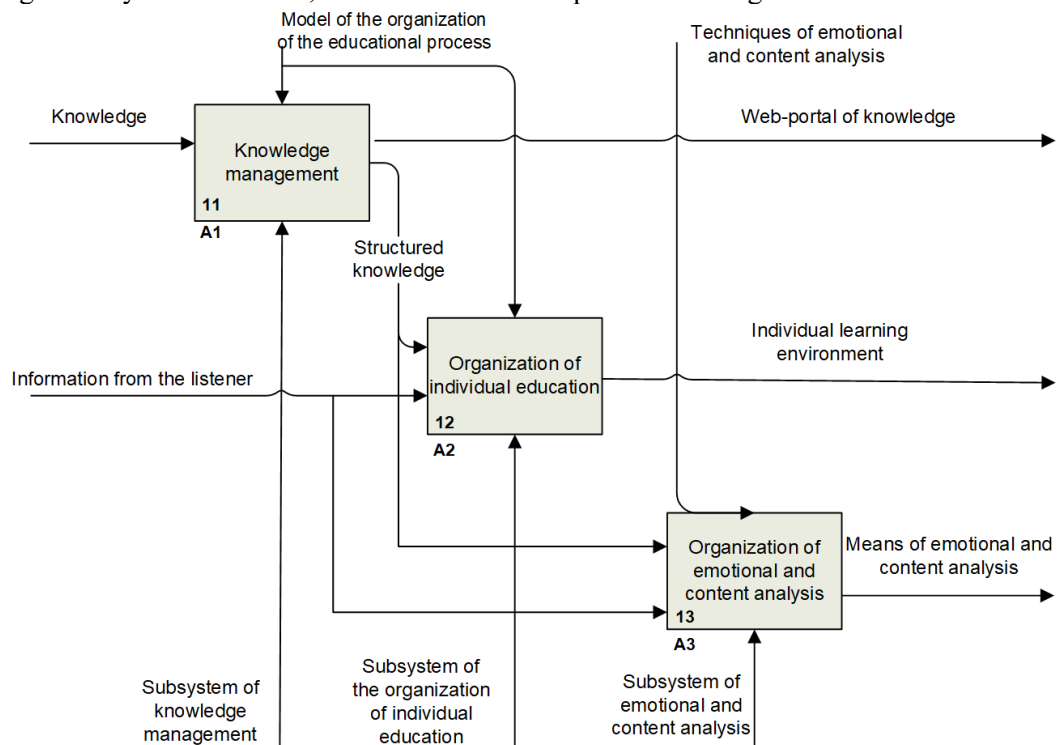 Model of the organization
of the educational process
Techniques of emotional
and content analysis
Knowledge
Web-portal of knowledge
Knowledge
management
11
A1
Structured
knowledge
Individual learning
environment
Information from the listener
Organization of
individual education
12
A2
Organization of
emotional and
content analysis
13
A3
Means of emotional and
content analysis
Subsystem of
knowledge
management
Subsystem of
the organization
of individual
education
Subsystem of
emotional and
content analysis